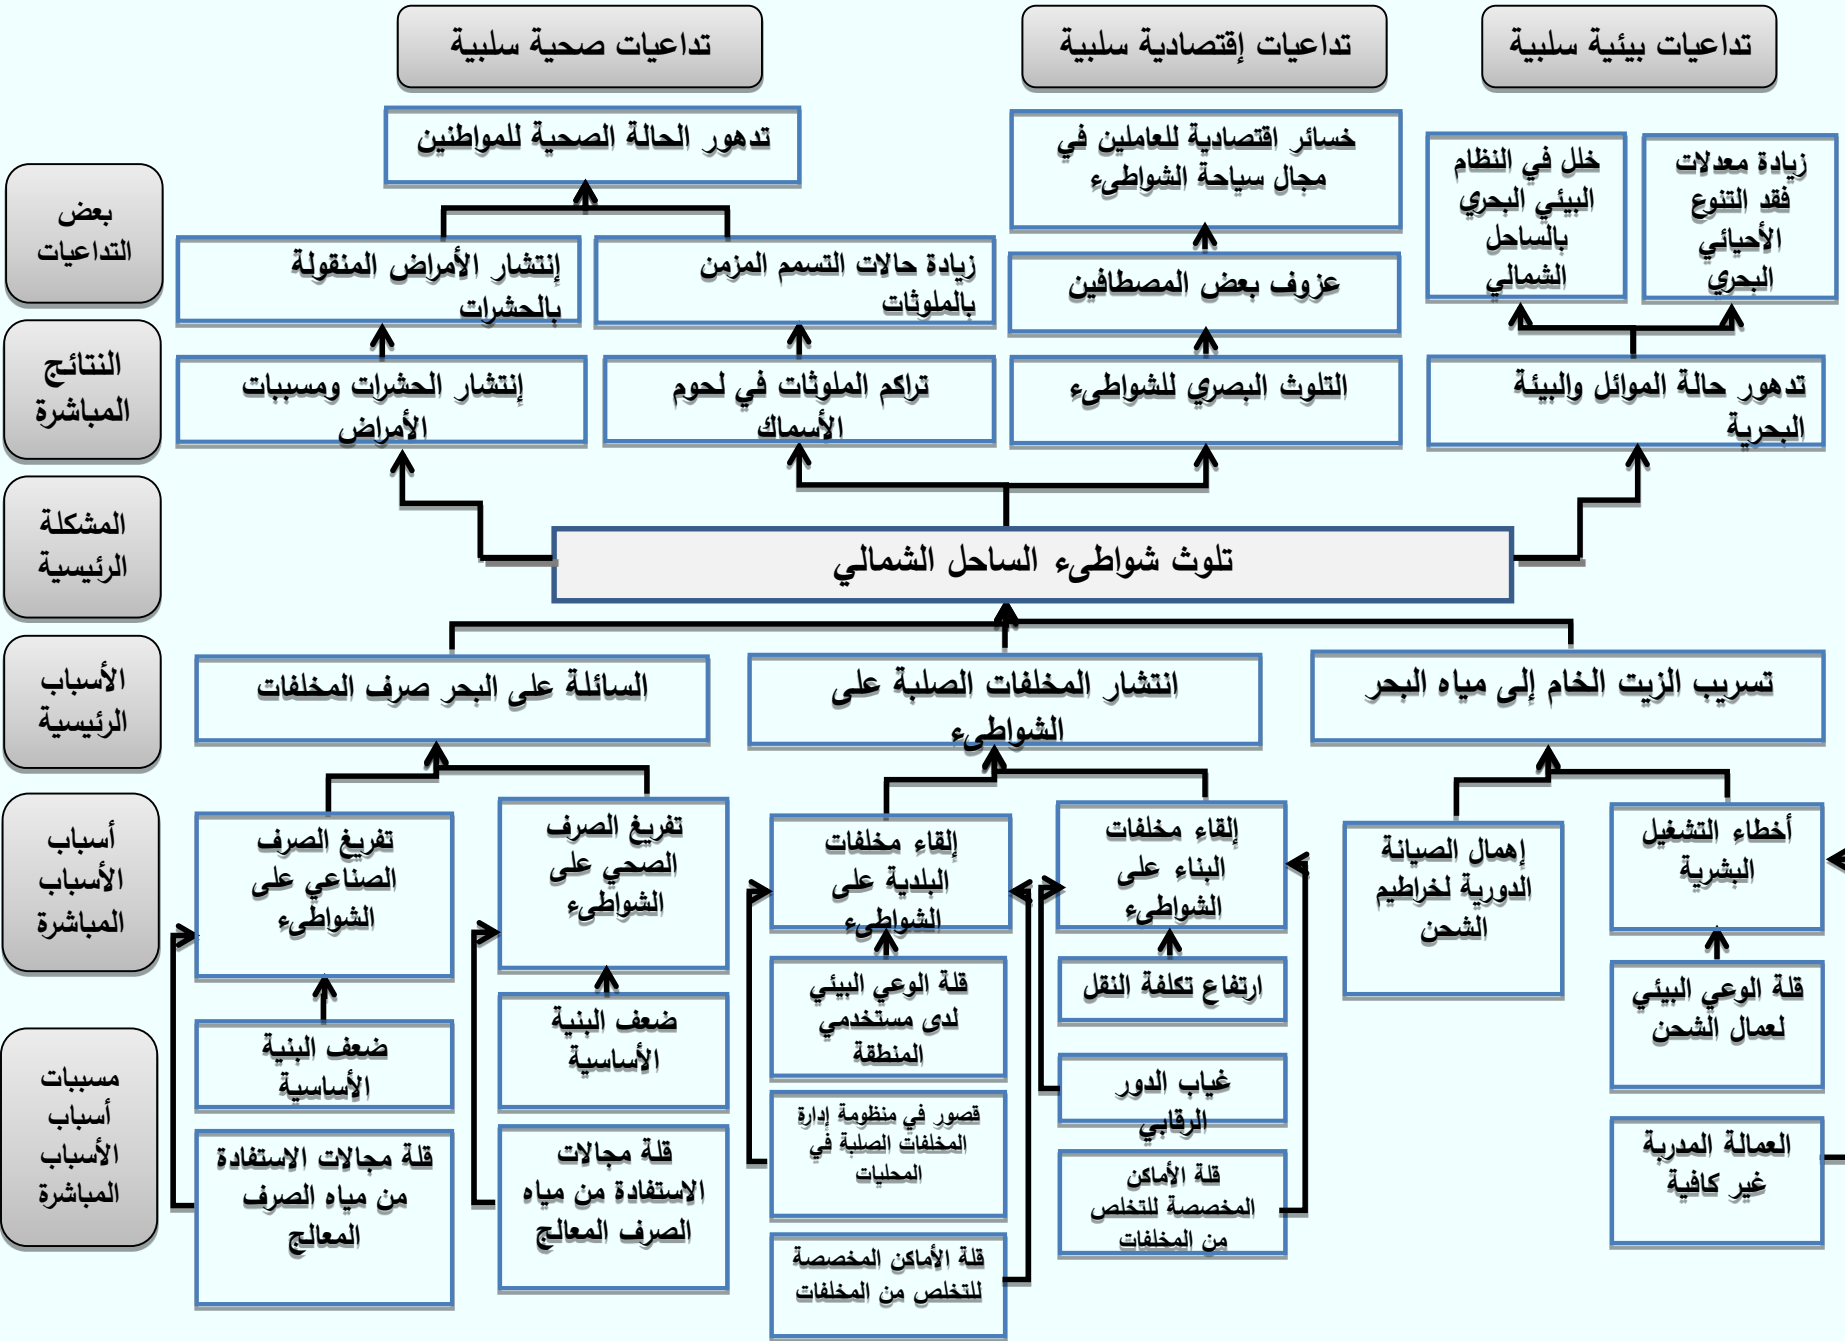 تداعيات بيئية سلبية
تداعيات إقتصادية سلبية
تداعيات صحية سلبية
بعض
التداعيات
زيادة معدلات
فقد التنوع
الأحيائي
البحري
خلل في النظام
البيئي البحري
بالساحل
الشمالي
خسائر اقتصادية للعاملين في
مجال سياحة الشواطىء
تدهور الحالة الصحية للمواطنين
عزوف بعض المصطافين
زيادة حالات التسمم المزمن
بالملوثات
إنتشار الأمراض المنقولة
بالحشرات
النتائج
المباشرة
تدهور حالة الموائل والبيئة
البحرية
التلوث البصري للشواطىء
تراكم الملوثات في لحوم
الأسماك
إنتشار الحشرات ومسببات
الأمراض
المشكلة
الرئيسية
تلوث شواطىء الساحل الشمالي
الأسباب
الرئيسية
تسريب الزيت الخام إلى مياه البحر
انتشار المخلفات الصلبة على
الشواطىء
السائلة على البحر صرف المخلفات
أسباب
الأسباب
المباشرة
أخطاء التشغيل
البشرية
إهمال الصيانة
الدورية لخراطيم
الشحن
إلقاء مخلفات
البناء على
الشواطىء
إلقاء مخلفات
البلدية على
الشواطىء
تفريغ الصرف
الصحي على
الشواطىء
تفريغ الصرف
الصناعي على
الشواطىء
مسببات
أسباب
الأسباب
المباشرة
قلة الوعي البيئي
لعمال الشحن
ارتفاع تكلفة النقل
قلة الوعي البيئي
لدى مستخدمي
المنطقة
ضعف البنية
الأساسية
ضعف البنية
الأساسية
العمالة المدربة
غير كافية
غياب الدور
الرقابي
قلة الأماكن
المخصصة للتخلص
من المخلفات
قصور في منظومة إدارة
المخلفات الصلبة في
المحليات
قلة الأماكن المخصصة
للتخلص من المخلفات
قلة مجالات
الاستفادة من مياه
الصرف المعالج
قلة مجالات الاستفادة
من مياه الصرف
المعالج